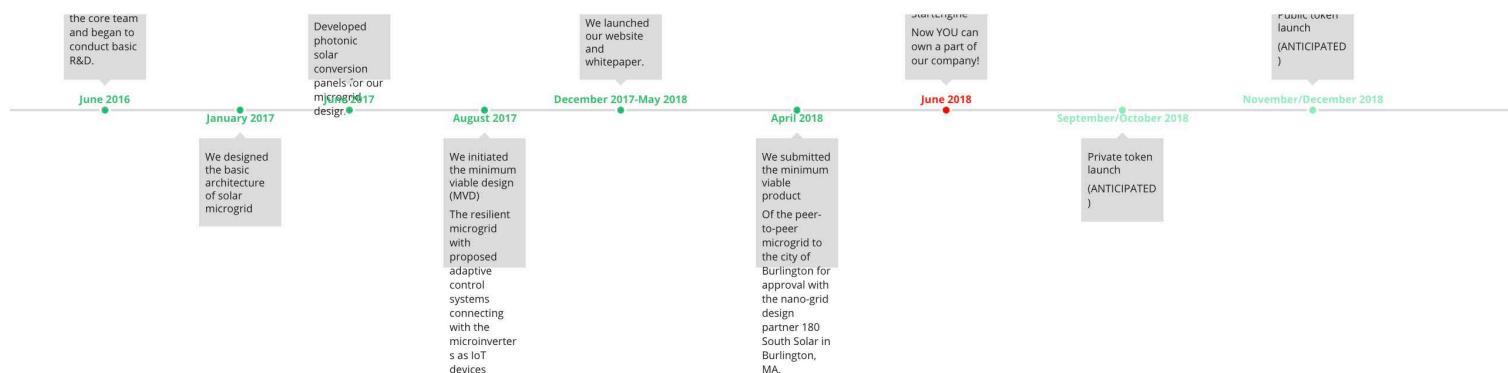 the core team
and began to
conduct basic
R&D.
June 2016
January 2017
We designed
the basic
architecture
of solar
microgrid
Developed
photonic
solar
conversion
panels for our
microgrid
design.
June 2017
August 2017
We initiated
the minimum
viable design
(MVD)
The resilient
microgrid
with
proposed
adaptive
control
systems
connecting
with the
microinverter
s as IoT
devices
We launched
our website
and
whitepaper.
December 2017-May 2018
April 2018
We submitted
the minimum
viable
product
Of the peer-
to-peer
microgrid to
the city of
Burlington for
approval with
the nano-grid
design
partner 180
South Solar in
Burlington,
MA.
StartEngine
Now YOU can
own a part of
our company!
June 2018
September/October 2018
Private token
launch
(ANTICIPATED
)
Public token
launch
(ANTICIPATED
)
November/December 2018